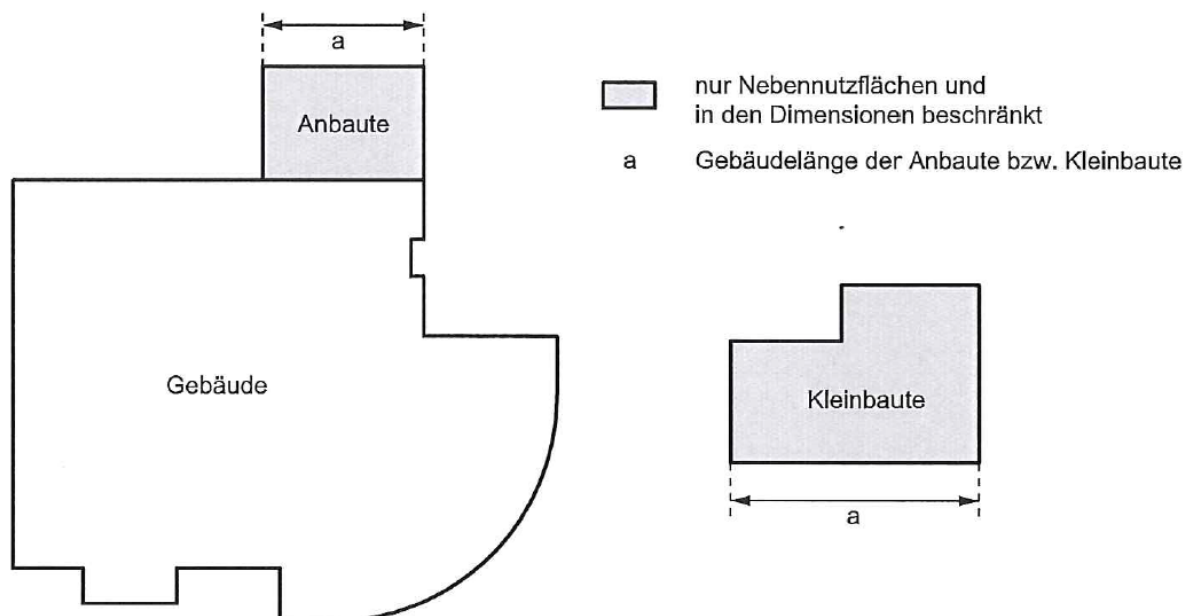 a
Anbaute
nur Nebennutzflächen und
in den Dimensionen beschränkt
a Gebäudelänge der Anbaute bzw. Kleinbaute
Gebäude
Kleinbaute
a